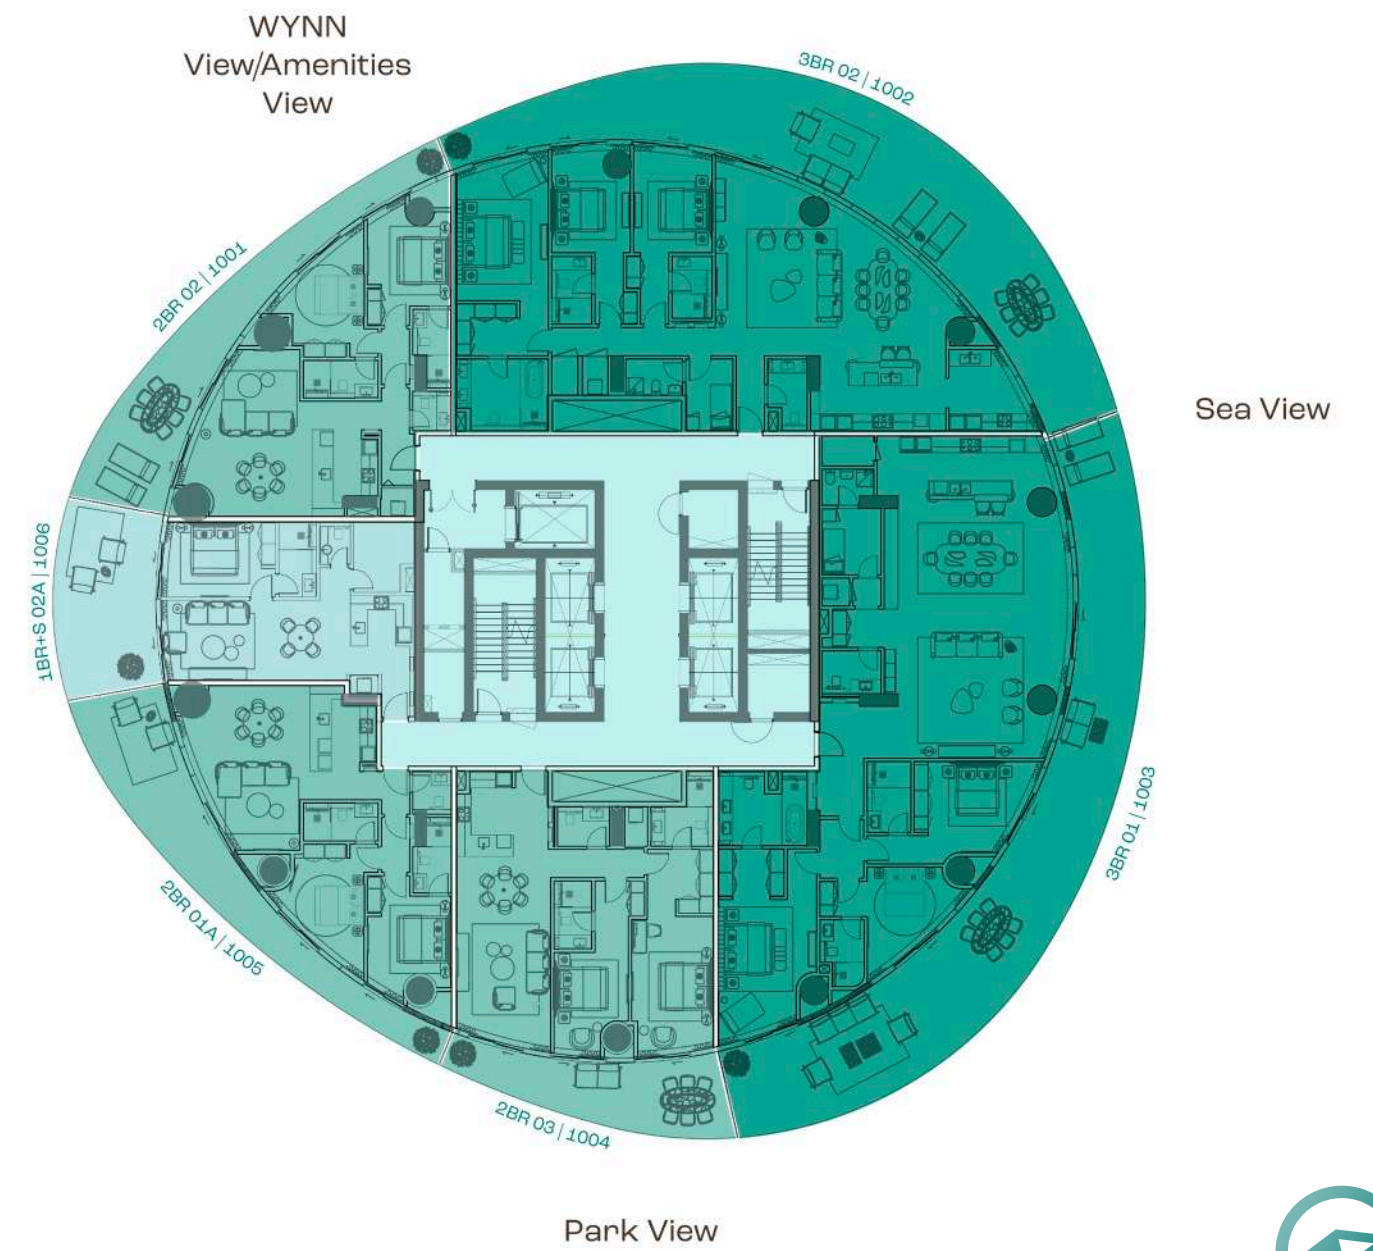 WYNN
View/Amenities
View
3BR 02 | 1002
2BR 02 | 1001
Sea View
1BR+S 02A | 1006
3BR 01 | 1003
2BR 01A | 1005
2BR 03 | 1004
Park View